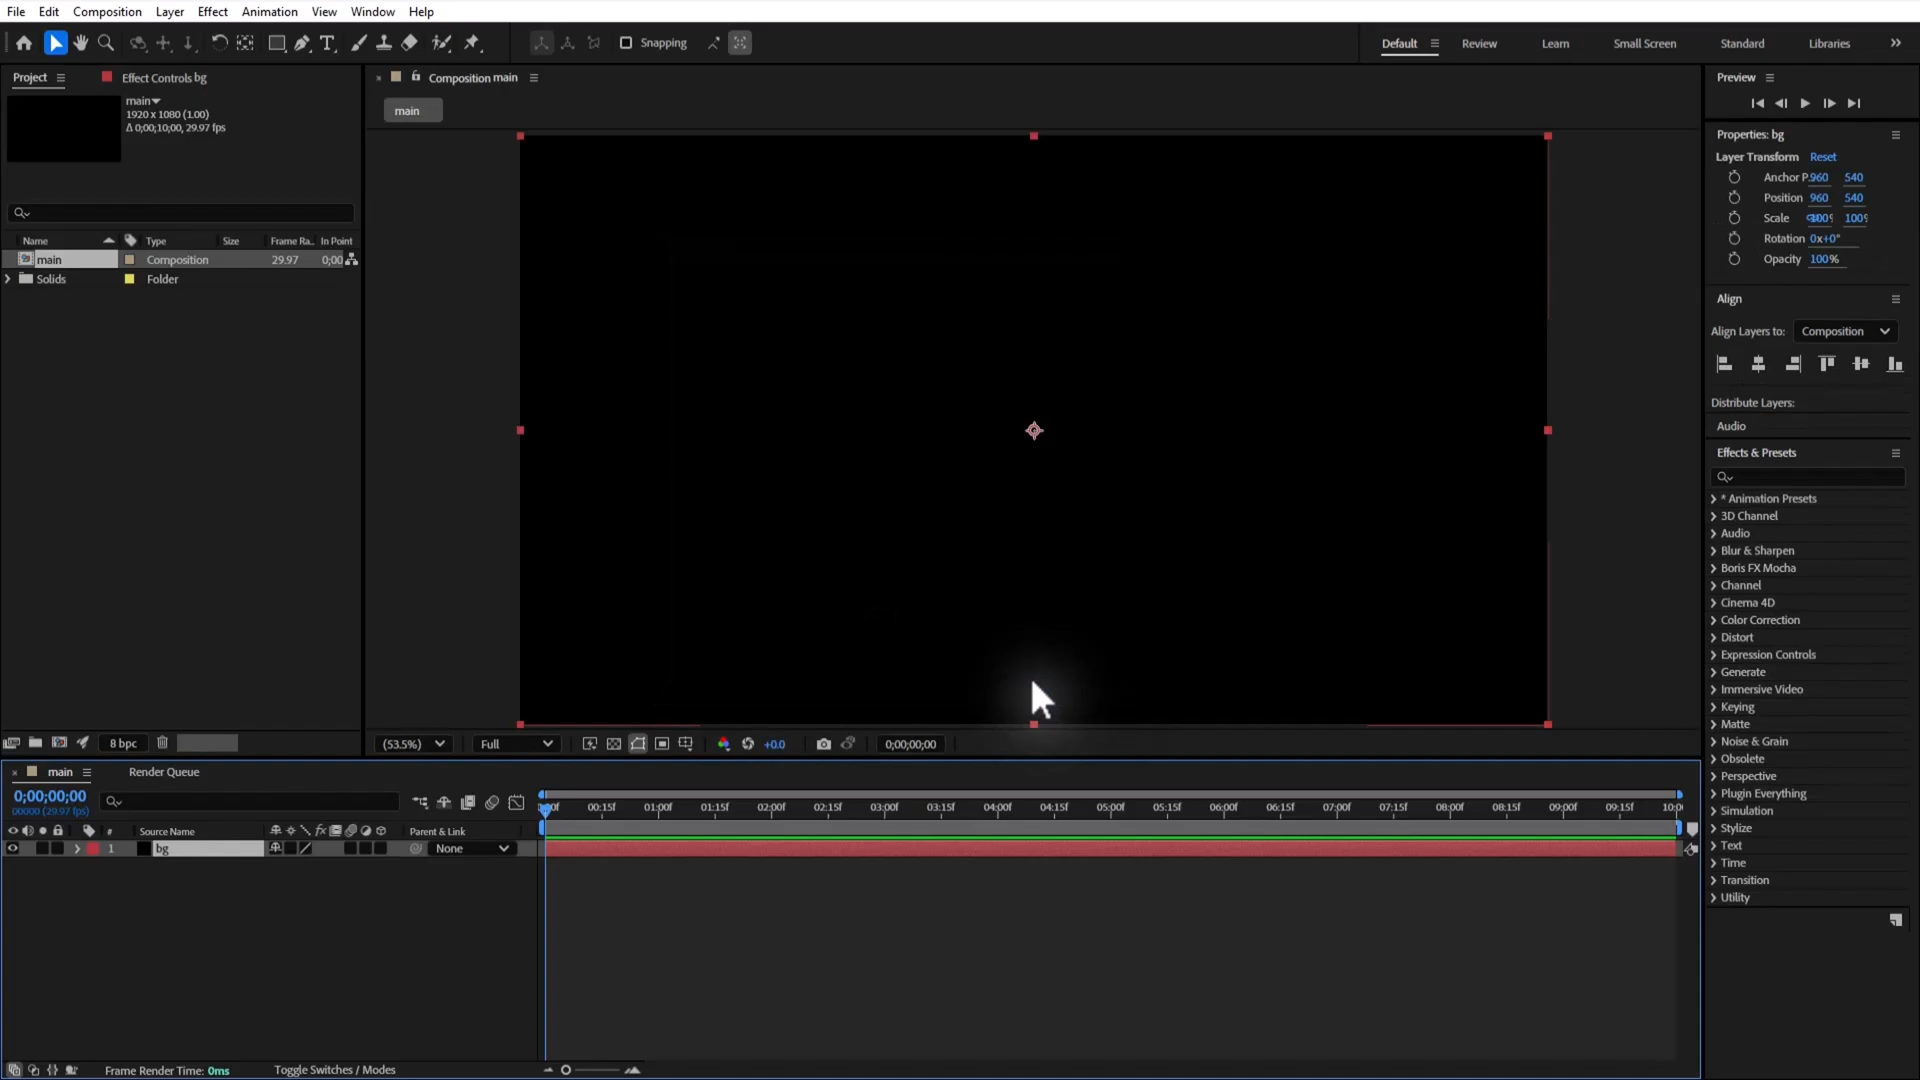 File Edit Composition Layer Effect Animation View Window Help
Snapping
Default Review Learn Small Screen Standard Libraries
Project Effect Controls bg
main
1920 x 1080 (1.00)
Δ 0;00;10;00, 29.97 fps
Name Type Size Frame Ra.. In Point
main Composition 29.97 0;00
Solids Folder
8 bpc
Composition main
main
(53.5%) Full +0.0 0;00;00;00
Preview
Properties: bg
Layer Transform Reset
Anchor P. 960 540
Position 960 540
Scale 100% 100%
Rotation 0x+0°
Opacity 100%
Align
Align Layers to: Composition
Distribute Layers:
Audio
Effects & Presets
* Animation Presets
3D Channel
Audio
Blur & Sharpen
Boris FX Mocha
Channel
Cinema 4D
Color Correction
Distort
Expression Controls
Generate
Immersive Video
Keying
Matte
Noise & Grain
Obsolete
Perspective
Plugin Everything
Simulation
Stylize
Text
Time
Transition
Utility
main Render Queue
0;00;00;00
00000 (29.97 fps)
:00f 00:15f 01:00f 01:15f 02:00f 02:15f 03:00f 03:15f 04:00f 04:15f 05:00f 05:15f 06:00f 06:15f 07:00f 07:15f 08:00f 08:15f 09:00f 09:15f 10:0
# Source Name fx Parent & Link
1 bg None
Frame Render Time: 0ms Toggle Switches / Modes